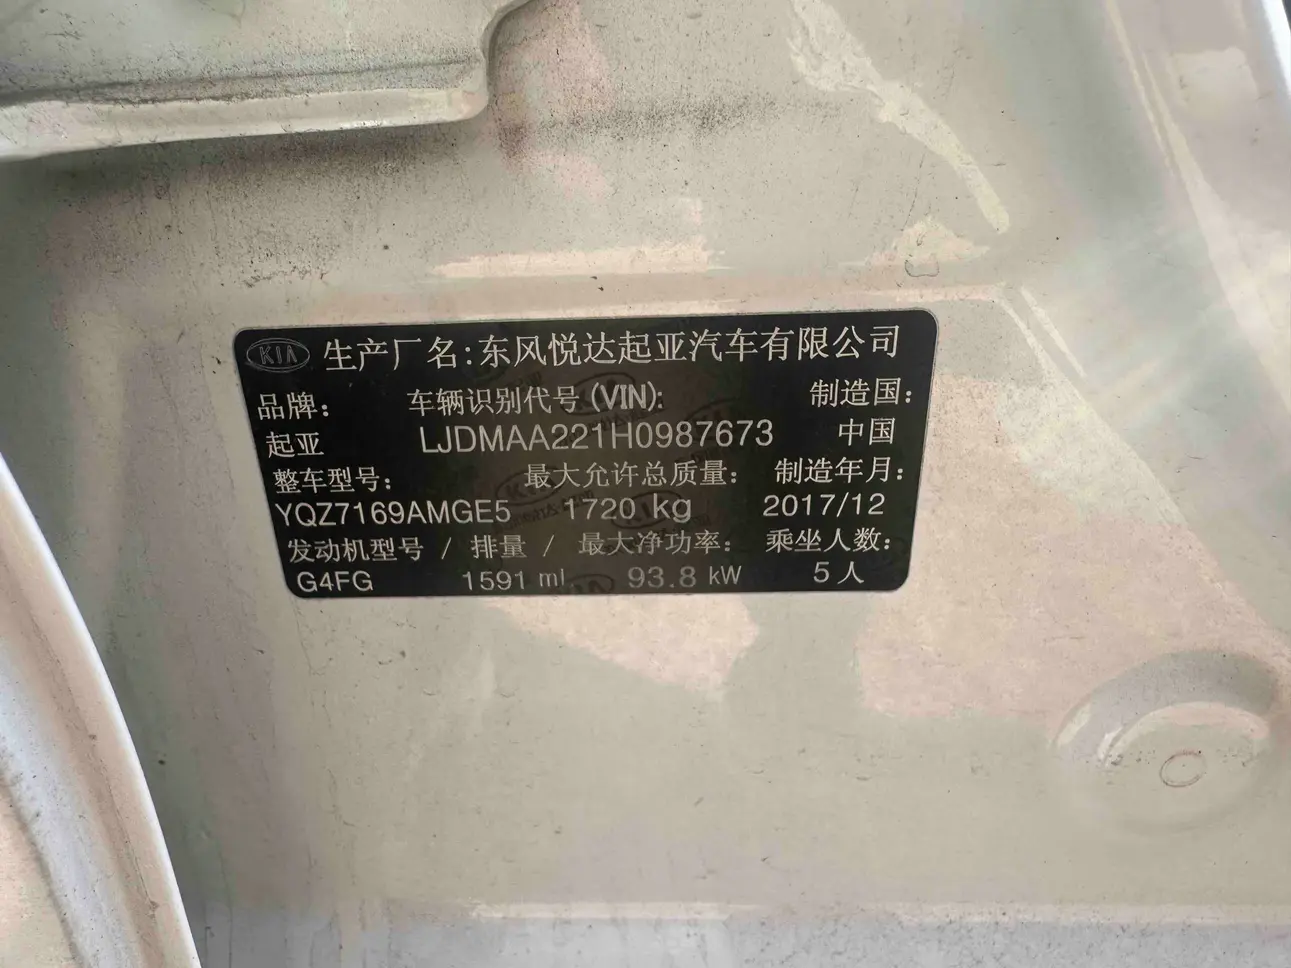 KIA 生产厂名:东风悦达起亚汽车有限公司
品牌: 车辆识别代号(VIN): 制造国:
起亚 LJDMAA221H0987673 中国
整车型号: 最大允许总质量: 制造年月:
YQZ7169AMGE5 1720 kg 2017/12
发动机型号 / 排量 / 最大净功率: 乘坐人数:
G4FG 1591 ml 93.8 kW 5人